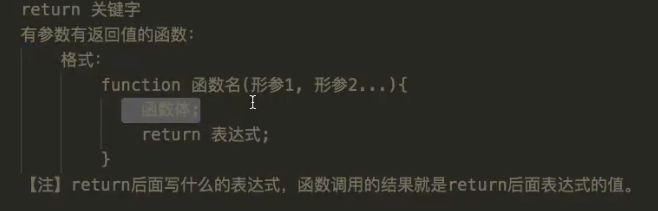 return 关键字
有参数有返回值的函数:
格式:
function 函数名(形参1, 形参2...){
函数体;
return 表达式;
}
【注】return后面写什么的表达式，函数调用的结果就是return后面表达式的值。